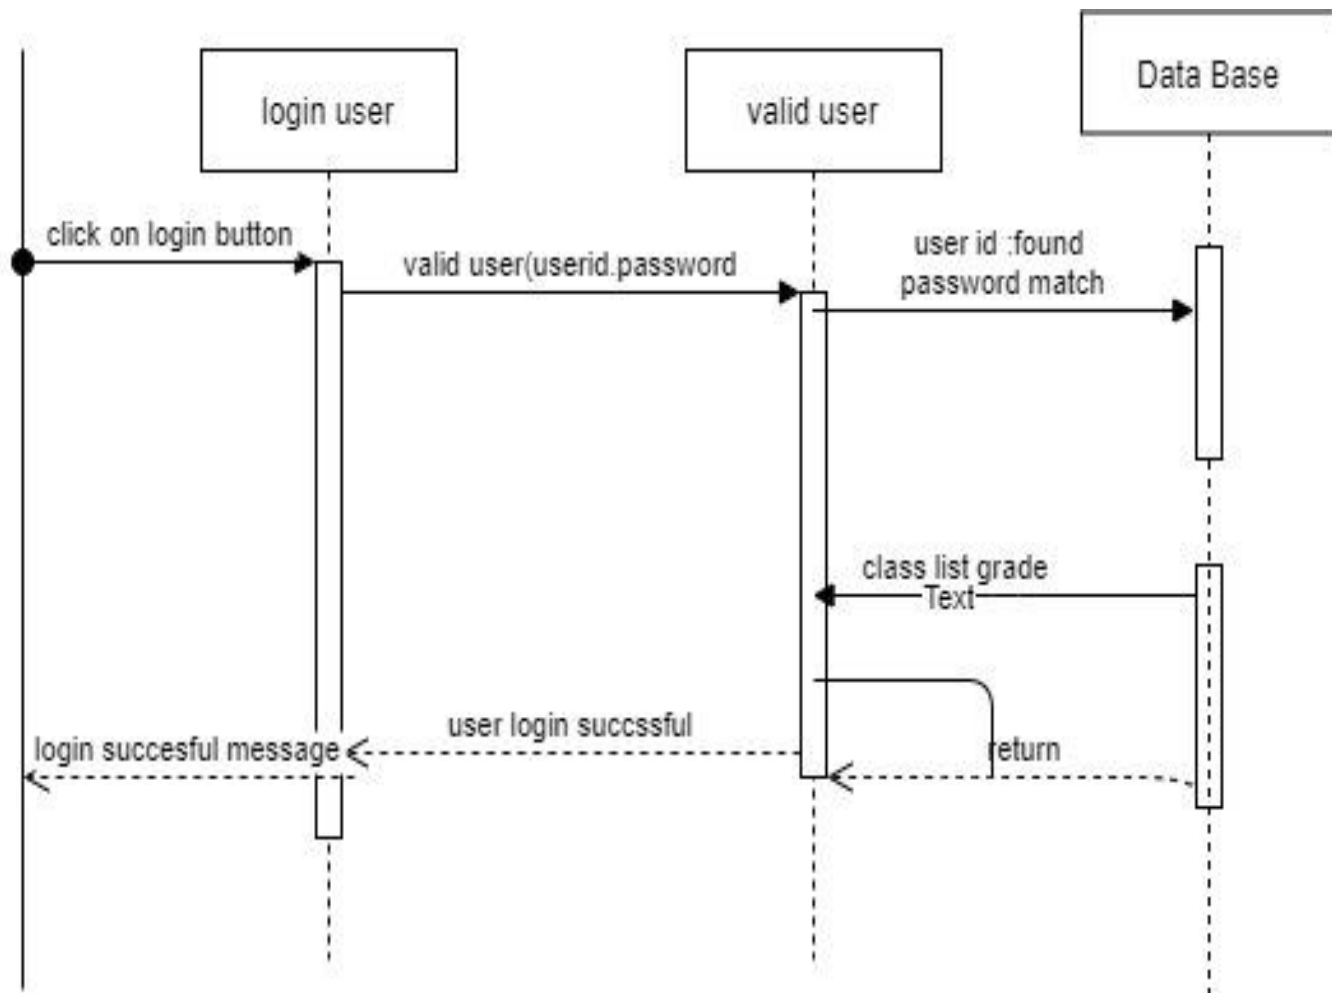 login user
valid user
Data Base
click on login button
valid user(userid.password
user id :found
password match
class list grade
Text
user login succssful
login succesful message
return